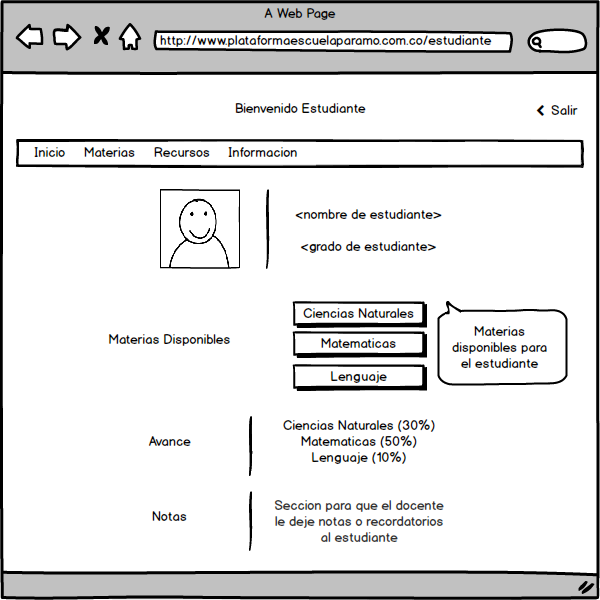 A Web Page
http://www.plataformaescuelaparamo.com.co/estudiante
Bienvenido Estudiante
Salir
Inicio Materias Recursos Informacion
<nombre de estudiante>
<grado de estudiante>
Materias Disponibles
Ciencias Naturales
Matematicas
Lenguaje
Materias
disponibles para
el estudiante
Avance
Ciencias Naturales (30%)
Matematicas (50%)
Lenguaje (10%)
Notas
Seccion para que el docente
le deje notas o recordatorios
al estudiante